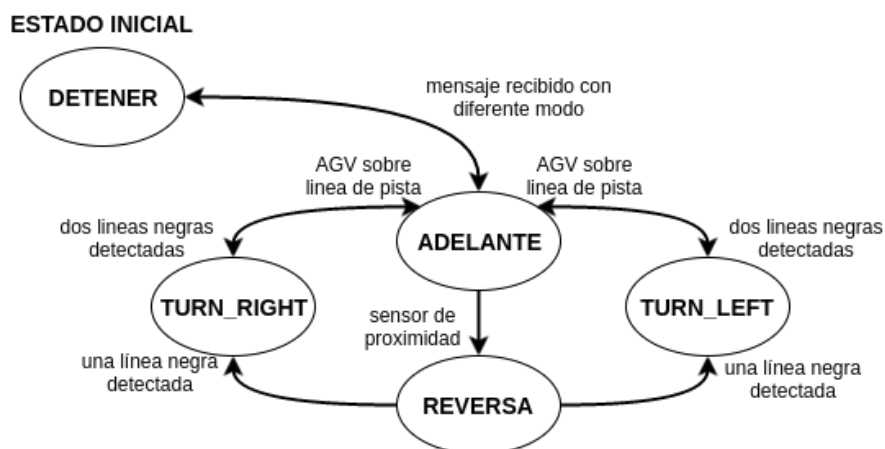 ESTADO INICIAL
DETENER
mensaje recibido con
diferente modo
AGV sobre
linea de pista
AGV sobre
linea de pista
dos lineas negras
detectadas
ADELANTE
dos lineas negras
detectadas
TURN_RIGHT
TURN_LEFT
sensor de
proximidad
una línea negra
detectada
una línea negra
detectada
REVERSA